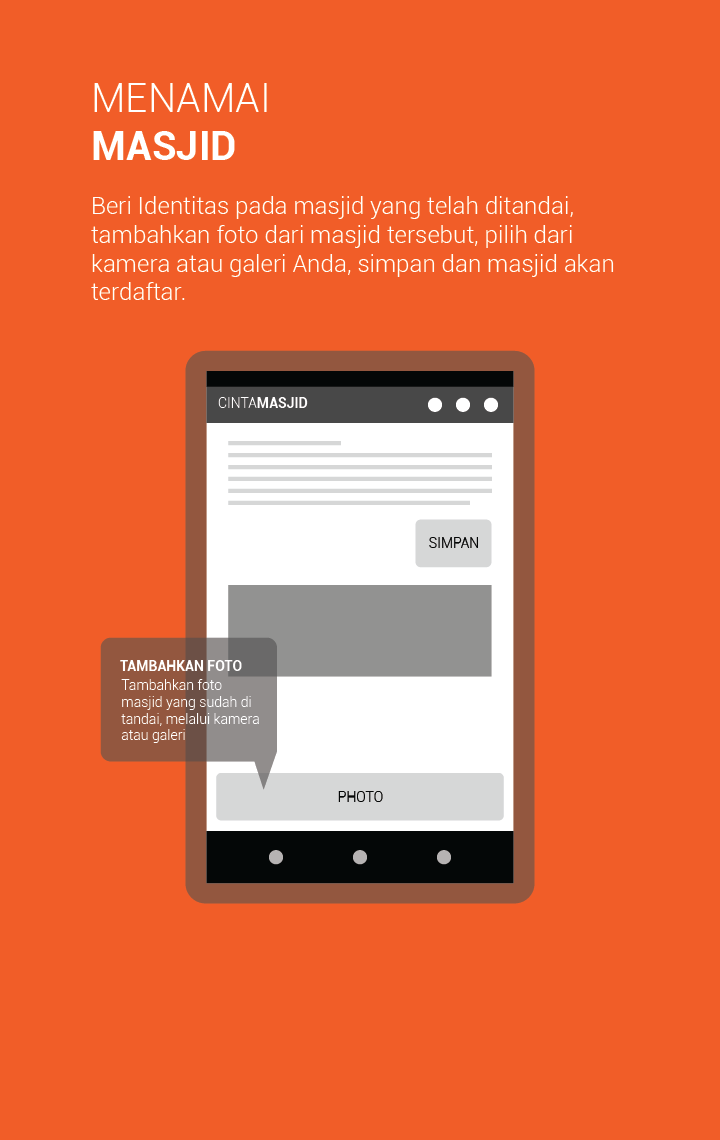 MENAMAI
MASJID
Beri Identitas pada masjid yang telah ditandai,
tambahkan foto dari masjid tersebut, pilih dari
kamera atau galeri Anda, simpan dan masjid akan
terdaftar.
CINTAMASJID
SIMPAN
TAMBAHKAN FOTO
Tambahkan foto
masjid yang sudah di
tandai, melalui kamera
atau galeri
PHOTO